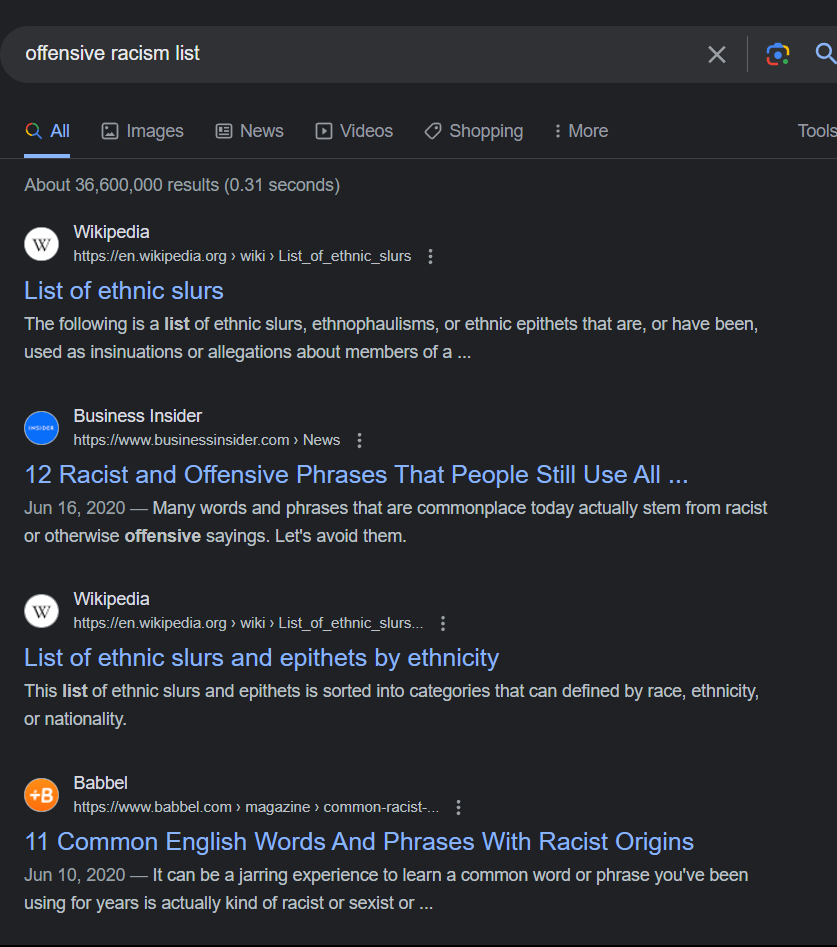 offensive racism list
All Images News Videos Shopping More Tools
About 36,600,000 results (0.31 seconds)
W
Wikipedia
https://en.wikipedia.org › wiki › List_of_ethnic_slurs
List of ethnic slurs
The following is a list of ethnic slurs, ethnophaulisms, or ethnic epithets that are, or have been,
used as insinuations or allegations about members of a ...
INSIDER
Business Insider
https://www.businessinsider.com › News
12 Racist and Offensive Phrases That People Still Use All ...
Jun 16, 2020 — Many words and phrases that are commonplace today actually stem from racist
or otherwise offensive sayings. Let's avoid them.
W
Wikipedia
https://en.wikipedia.org › wiki › List_of_ethnic_slurs...
List of ethnic slurs and epithets by ethnicity
This list of ethnic slurs and epithets is sorted into categories that can defined by race, ethnicity,
or nationality.
+B
Babbel
https://www.babbel.com › magazine › common-racist-...
11 Common English Words And Phrases With Racist Origins
Jun 10, 2020 — It can be a jarring experience to learn a common word or phrase you've been
using for years is actually kind of racist or sexist or ...